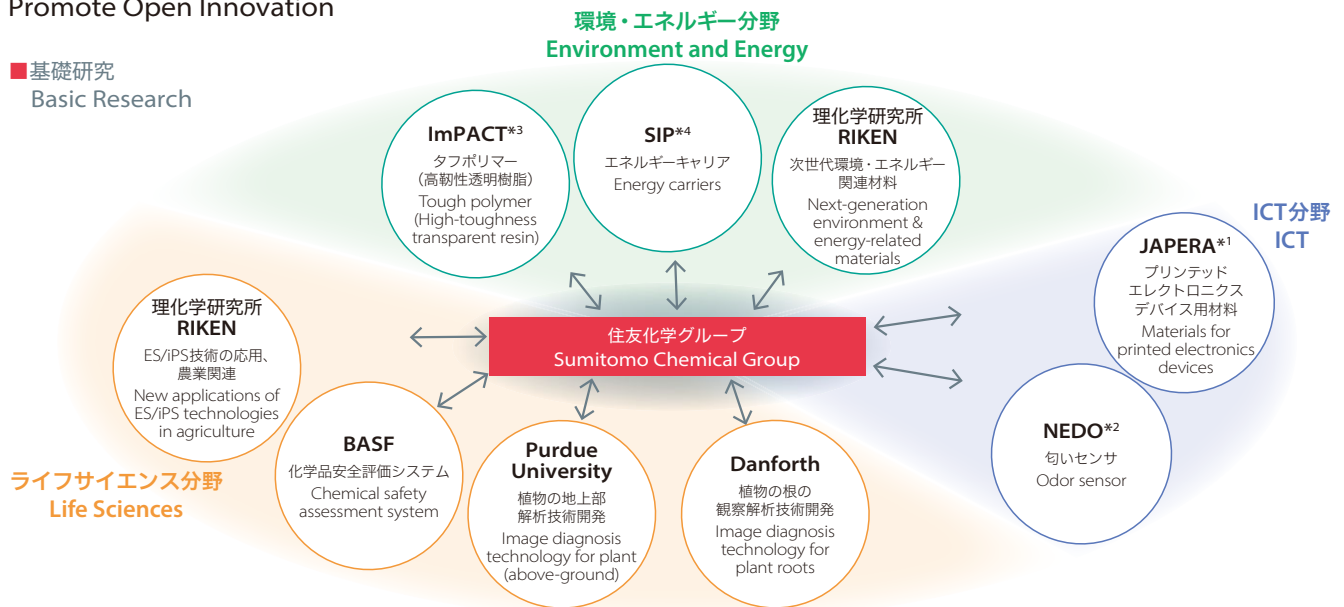 Promote Open Innovation
■基礎研究
Basic Research
環境・エネルギー分野
Environment and Energy
ImPACT*3
タフポリマー
（高靭性透明樹脂）
Tough polymer
(High-toughness
transparent resin)
SIP*4
エネルギーキャリア
Energy carriers
理化学研究所
RIKEN
次世代環境・エネルギー
関連材料
Next-generation
environment &
energy-related
materials
ICT分野
ICT
JAPERA*1
プリンテッド
エレクトロニクス
デバイス用材料
Materials for
printed electronics
devices
NEDO*2
匂いセンサ
Odor sensor
住友化学グループ
Sumitomo Chemical Group
理化学研究所
RIKEN
ES/iPS技術の応用、
農業関連
New applications of
ES/iPS technologies
in agriculture
ライフサイエンス分野
Life Sciences
BASF
化学品安全評価システム
Chemical safety
assessment system
Purdue
University
植物の地上部
解析技術開発
Image diagnosis
technology for plant
(above-ground)
Danforth
植物の根の
観察解析技術開発
Image diagnosis
technology for
plant roots